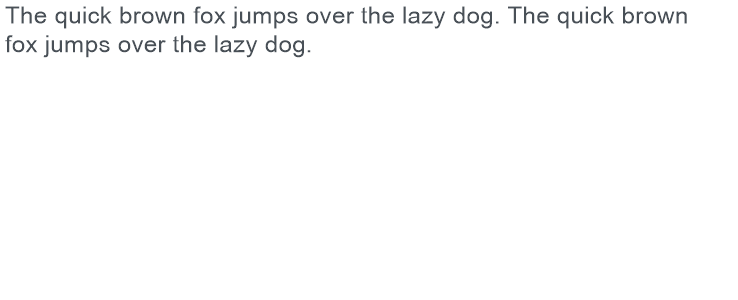 The quick brown fox jumps over the lazy dog. The quick brown
fox jumps over the lazy dog.